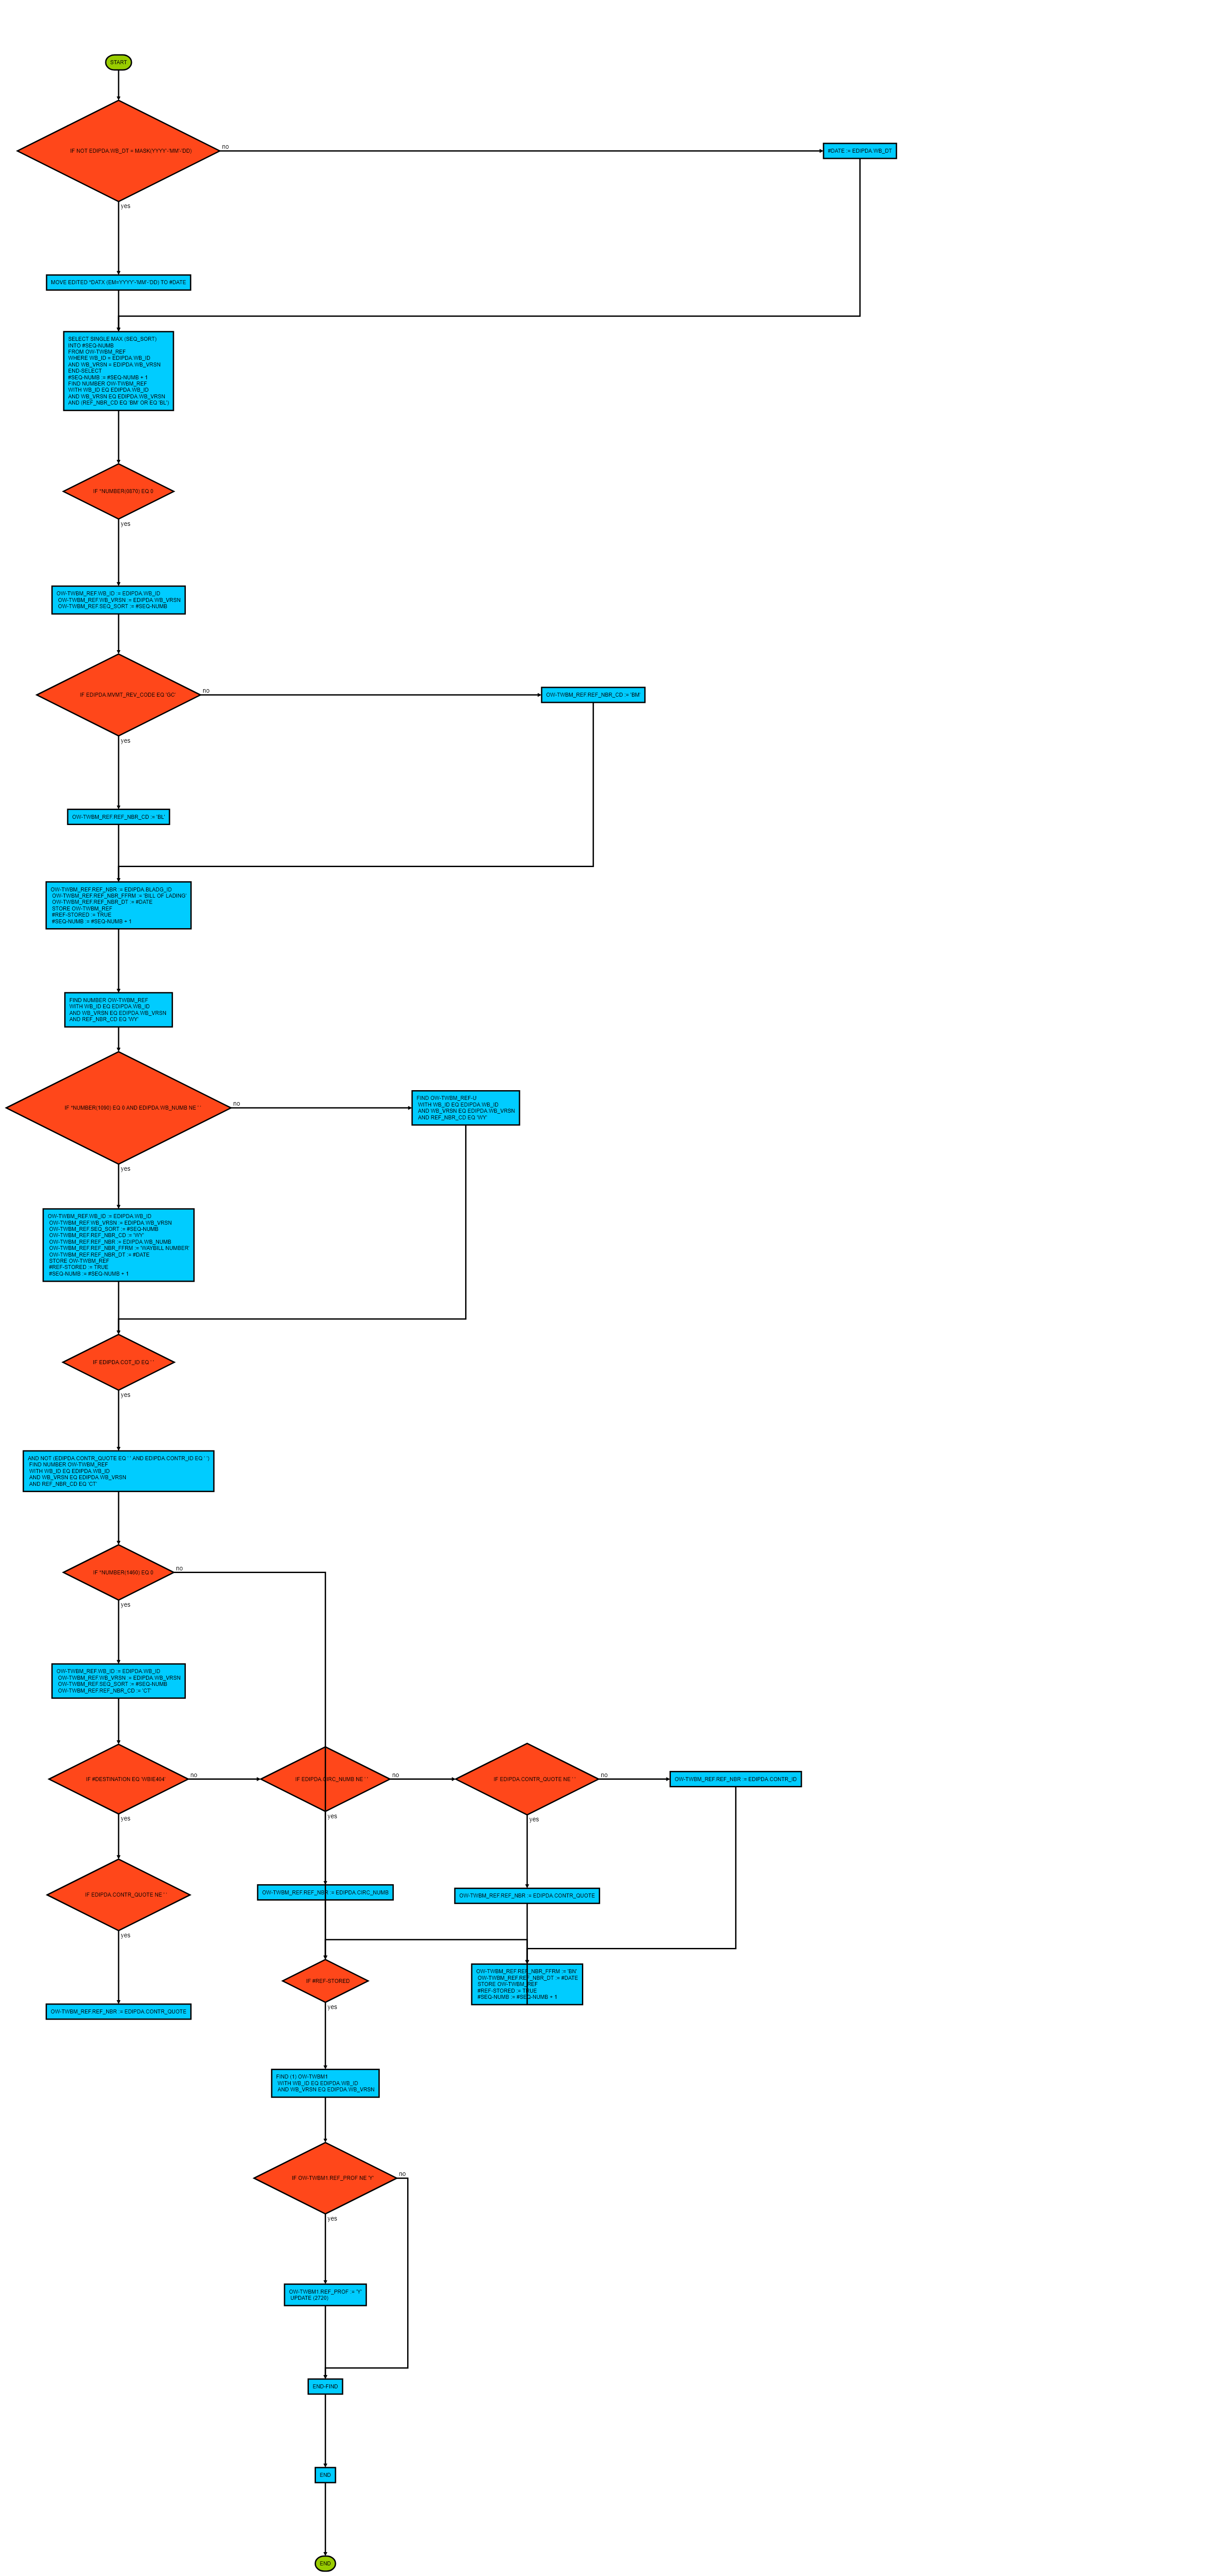 START
IF NOT EDIPDA.WB_DT = MASK(YYYY'-'MM'-'DD)
no
#DATE := EDIPDA.WB_DT
yes
MOVE EDITED *DATX (EM=YYYY'-'MM'-'DD) TO #DATE
SELECT SINGLE MAX (SEQ_SORT)
INTO #SEQ-NUMB
FROM OW-TWBM_REF
WHERE WB_ID = EDIPDA.WB_ID
AND WB_VRSN = EDIPDA.WB_VRSN
END-SELECT
#SEQ-NUMB := #SEQ-NUMB + 1
FIND NUMBER OW-TWBM_REF
WITH WB_ID EQ EDIPDA.WB_ID
AND WB_VRSN EQ EDIPDA.WB_VRSN
AND (REF_NBR_CD EQ 'BM' OR EQ 'BL')
IF *NUMBER(0870) EQ 0
yes
OW-TWBM_REF.WB_ID := EDIPDA.WB_ID
OW-TWBM_REF.WB_VRSN := EDIPDA.WB_VRSN
OW-TWBM_REF.SEQ_SORT := #SEQ-NUMB
IF EDIPDA.MVMT_REV_CODE EQ 'GC'
no
OW-TWBM_REF.REF_NBR_CD := 'BM'
yes
OW-TWBM_REF.REF_NBR_CD := 'BL'
OW-TWBM_REF.REF_NBR := EDIPDA.BLADG_ID
OW-TWBM_REF.REF_NBR_FFRM := 'BILL OF LADING'
OW-TWBM_REF.REF_NBR_DT := #DATE
STORE OW-TWBM_REF
#REF-STORED := TRUE
#SEQ-NUMB := #SEQ-NUMB + 1
FIND NUMBER OW-TWBM_REF
WITH WB_ID EQ EDIPDA.WB_ID
AND WB_VRSN EQ EDIPDA.WB_VRSN
AND REF_NBR_CD EQ 'WY'
IF *NUMBER(1090) EQ 0 AND EDIPDA.WB_NUMB NE ' '
no
FIND OW-TWBM_REF-U
WITH WB_ID EQ EDIPDA.WB_ID
AND WB_VRSN EQ EDIPDA.WB_VRSN
AND REF_NBR_CD EQ 'WY'
yes
OW-TWBM_REF.WB_ID := EDIPDA.WB_ID
OW-TWBM_REF.WB_VRSN := EDIPDA.WB_VRSN
OW-TWBM_REF.SEQ_SORT := #SEQ-NUMB
OW-TWBM_REF.REF_NBR_CD := 'WY'
OW-TWBM_REF.REF_NBR := EDIPDA.WB_NUMB
OW-TWBM_REF.REF_NBR_FFRM := 'WAYBILL NUMBER'
OW-TWBM_REF.REF_NBR_DT := #DATE
STORE OW-TWBM_REF
#REF-STORED := TRUE
#SEQ-NUMB := #SEQ-NUMB + 1
IF EDIPDA.COT_ID EQ ' '
yes
AND NOT (EDIPDA.CONTR_QUOTE EQ ' ' AND EDIPDA.CONTR_ID EQ ' ')
FIND NUMBER OW-TWBM_REF
WITH WB_ID EQ EDIPDA.WB_ID
AND WB_VRSN EQ EDIPDA.WB_VRSN
AND REF_NBR_CD EQ 'CT'
IF *NUMBER(1480) EQ 0
no
yes
OW-TWBM_REF.WB_ID := EDIPDA.WB_ID
OW-TWBM_REF.WB_VRSN := EDIPDA.WB_VRSN
OW-TWBM_REF.SEQ_SORT := #SEQ-NUMB
OW-TWBM_REF.REF_NBR_CD := 'CT'
IF #DESTINATION EQ 'WBIE404'
no
IF EDIPDA.CIRC_NUMB NE ' '
no
IF EDIPDA.CONTR_QUOTE NE ' '
no
OW-TWBM_REF.REF_NBR := EDIPDA.CONTR_ID
yes
yes
yes
IF EDIPDA.CONTR_QUOTE NE ' '
OW-TWBM_REF.REF_NBR := EDIPDA.CIRC_NUMB
OW-TWBM_REF.REF_NBR := EDIPDA.CONTR_QUOTE
yes
IF #REF-STORED
OW-TWBM_REF.REF_NBR_FFRM := 'BN'
OW-TWBM_REF.REF_NBR_DT := #DATE
STORE OW-TWBM_REF
#REF-STORED := TRUE
#SEQ-NUMB := #SEQ-NUMB + 1
yes
OW-TWBM_REF.REF_NBR := EDIPDA.CONTR_QUOTE
FIND (1) OW-TWBM1
WITH WB_ID EQ EDIPDA.WB_ID
AND WB_VRSN EQ EDIPDA.WB_VRSN
IF OW-TWBM1.REF_PROF NE 'Y'
no
yes
OW-TWBM1.REF_PROF := 'Y'
UPDATE (2720)
END-FIND
END
END